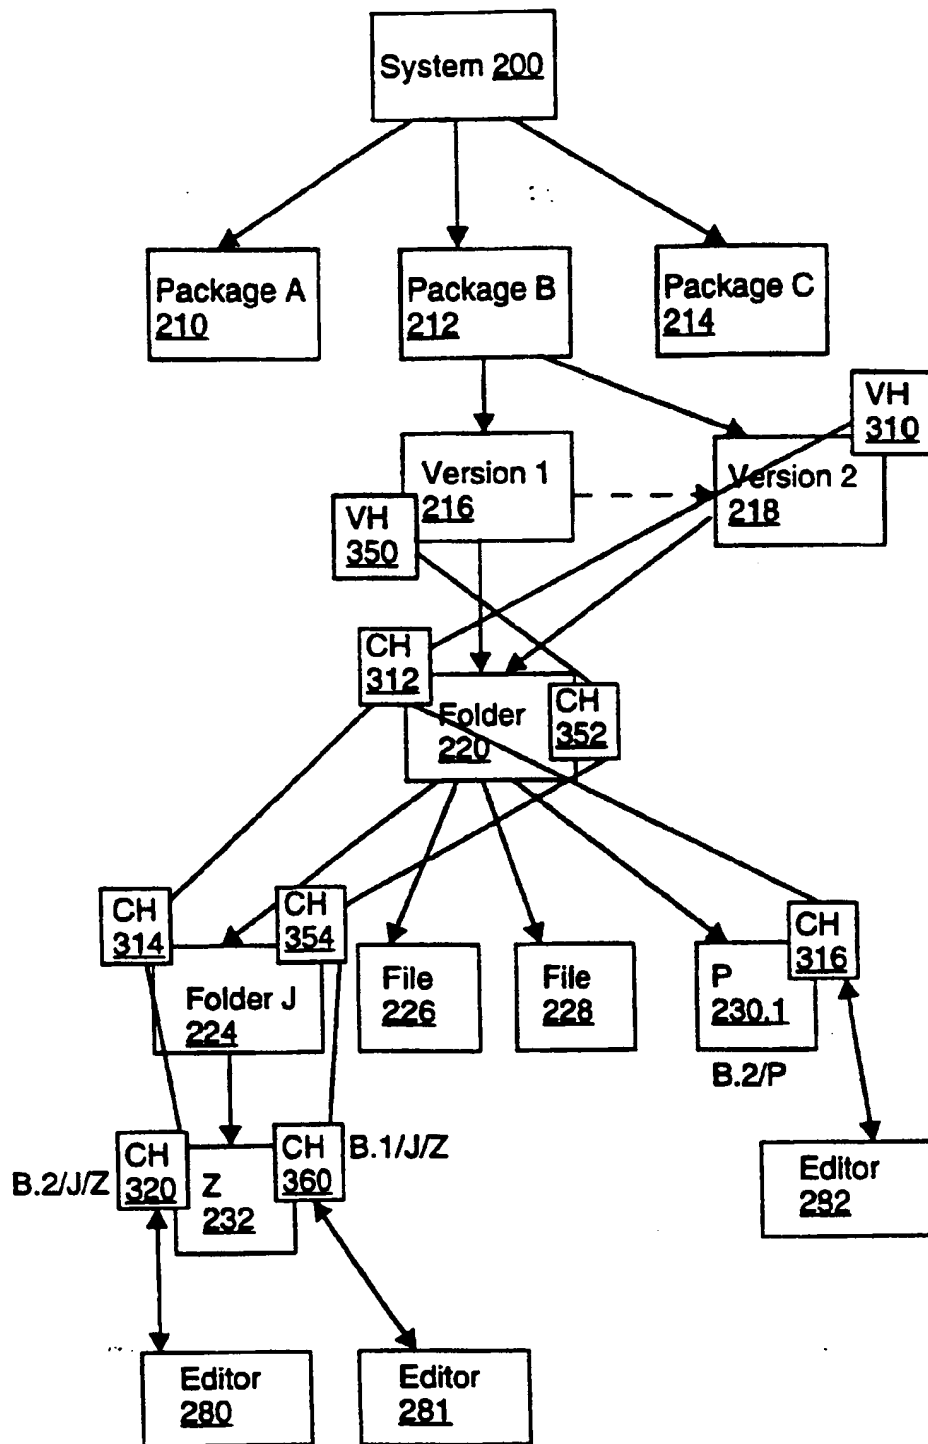 System 200
Package A
210
Package B
212
Package C
214
VH
310
Version 1
216
Version 2
218
VH
350
CH
312
Folder
220
CH
352
CH
314
CH
354
CH
316
Folder J
224
File
226
File
228
P
230.1
B.2/P
B.2/J/Z
CH
320
Z
232
CH
360
B.1/J/Z
Editor
282
Editor
280
Editor
281